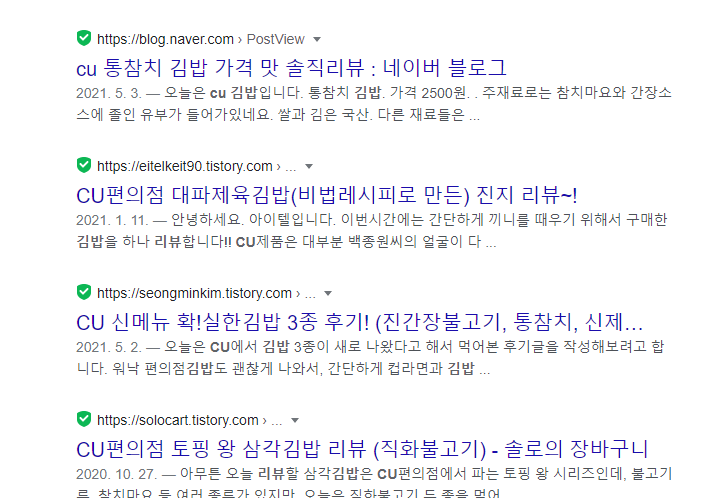 https://blog.naver.com › PostView
cu 통참치 김밥 가격 맛 솔직리뷰 : 네이버 블로그
2021. 5. 3. — 오늘은 cu 김밥입니다. 통참치 김밥. 가격 2500원. . 주재료로는 참치마요와 간장소
스에 졸인 유부가 들어가있네요. 쌀과 김은 국산. 다른 재료들은 ...
https://eitelkeit90.tistory.com › ...
CU편의점 대파제육김밥(비법레시피로 만든) 진지 리뷰~!
2021. 1. 11. — 안녕하세요. 아이텔입니다. 이번시간에는 간단하게 끼니를 때우기 위해서 구매한
김밥을 하나 리뷰합니다!! CU제품은 대부분 백종원씨의 얼굴이 다 ...
https://seongminkim.tistory.com › ...
CU 신메뉴 확!실한김밥 3종 후기! (진간장불고기, 통참치, 신제...
2021. 5. 2. — 오늘은 CU에서 김밥 3종이 새로 나왔다고 해서 먹어본 후기글을 작성해보려고 합
니다. 워낙 편의점김밥도 괜찮게 나와서, 간단하게 컵라면과 김밥 ...
https://solocart.tistory.com › ...
CU편의점 토핑 왕 삼각김밥 리뷰 (직화불고기) - 솔로의 장바구니
2020. 10. 27. — 아무튼 오늘 리뷰할 삼각김밥은 CU편의점에서 파는 토핑 왕 시리즈인데, 불고기
류, 참치마요 등 여러 종류가 있지만, 오늘은 직화불고기 두 줄을 먹어